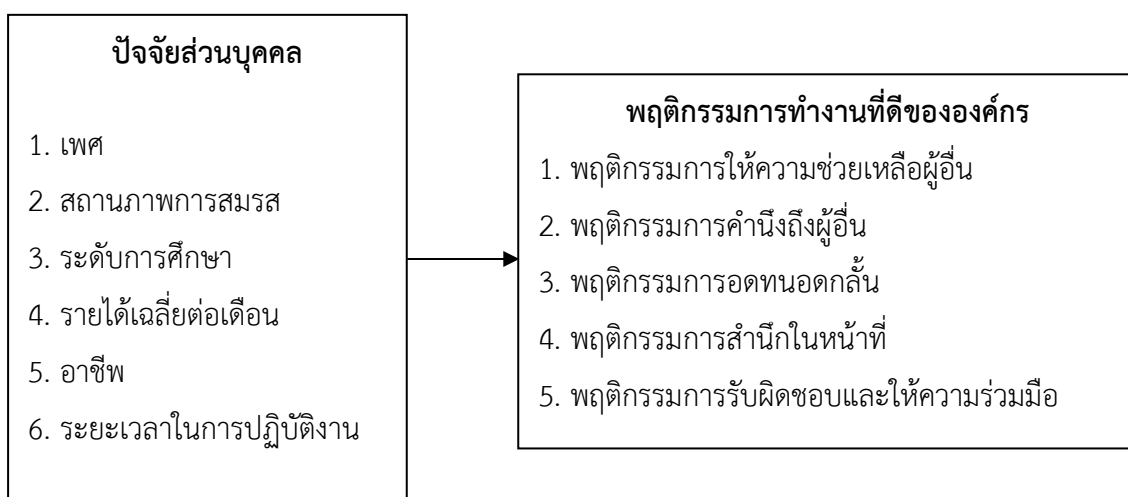 ปัจจัยส่วนบุคคล
1. เพศ
2. สถานภาพการสมรส
3. ระดับการศึกษา
4. รายได้เฉลี่ยต่อเดือน
5. อาชีพ
6. ระยะเวลาในการปฏิบัติงาน
พฤติกรรมการทำงานที่ดีขององค์กร
1. พฤติกรรมการให้ความช่วยเหลือผู้อื่น
2. พฤติกรรมการคำนึงถึงผู้อื่น
3. พฤติกรรมการอดทนอดกลั้น
4. พฤติกรรมการสำนึกในหน้าที่
5. พฤติกรรมการรับผิดชอบและให้ความร่วมมือ